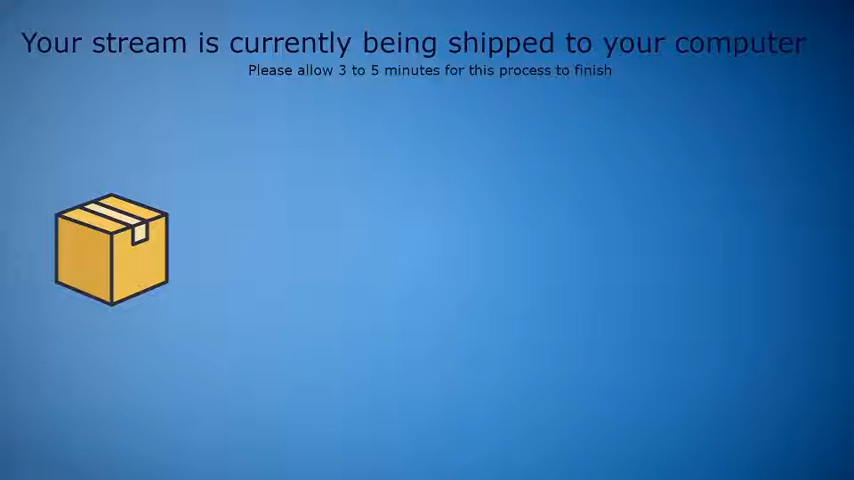 Your stream is currently being shipped to your computer
Please allow 3 to 5 minutes for this process to finish